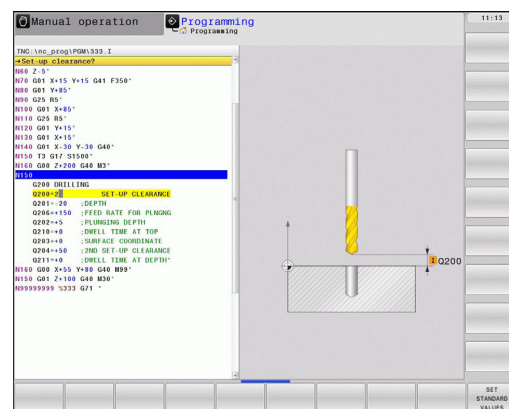 Manual operation
Programming
Programming
11:13
TNC:\nc_prog\PGM\333.I
→Set-up clearance?
N60 Z-5*
N70 G01 X+15 Y+15 G41 F350*
N80 G01 Y+85*
N90 G25 R5*
N100 G01 X+85*
N110 G25 R5*
N120 G01 Y+15*
N130 G01 X+15*
N140 G01 X-30 Y-30 G40*
N150 T3 G17 S1500*
N160 G00 Z+200 G40 M3*
N150
G200 DRILLING
Q200=2 SET-UP CLEARANCE
Q201=-20 ;DEPTH
Q206=+150 ;FEED RATE FOR PLNGNG
Q202=+5 ;PLUNGING DEPTH
Q210=+0 ;DWELL TIME AT TOP
Q203=+0 ;SURFACE COORDINATE
Q204=+50 ;2ND SET-UP CLEARANCE
Q211=+0 ;DWELL TIME AT DEPTH*
N160 G00 X+55 Y+80 G40 M99*
N150 G01 Z+100 G40 M30*
N99999999 %333 G71 *
I Q200
SET
STANDARD
VALUES